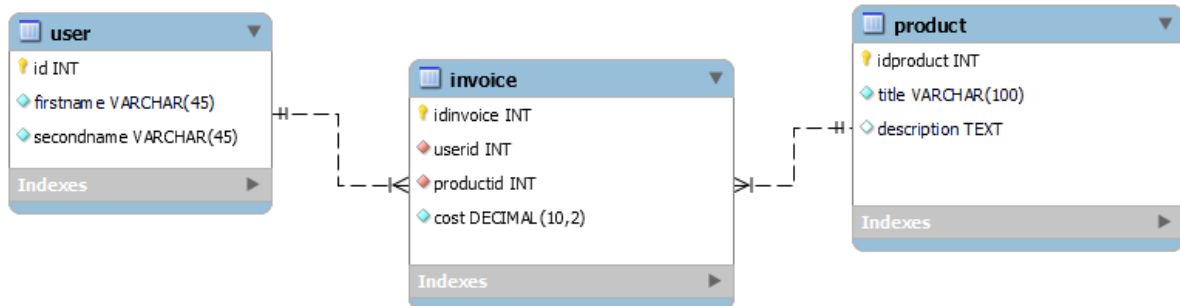 user
id INT
firstname VARCHAR(45)
secondname VARCHAR(45)
Indexes
invoice
idinvoice INT
userid INT
productid INT
cost DECIMAL(10,2)
Indexes
product
idproduct INT
title VARCHAR(100)
description TEXT
Indexes